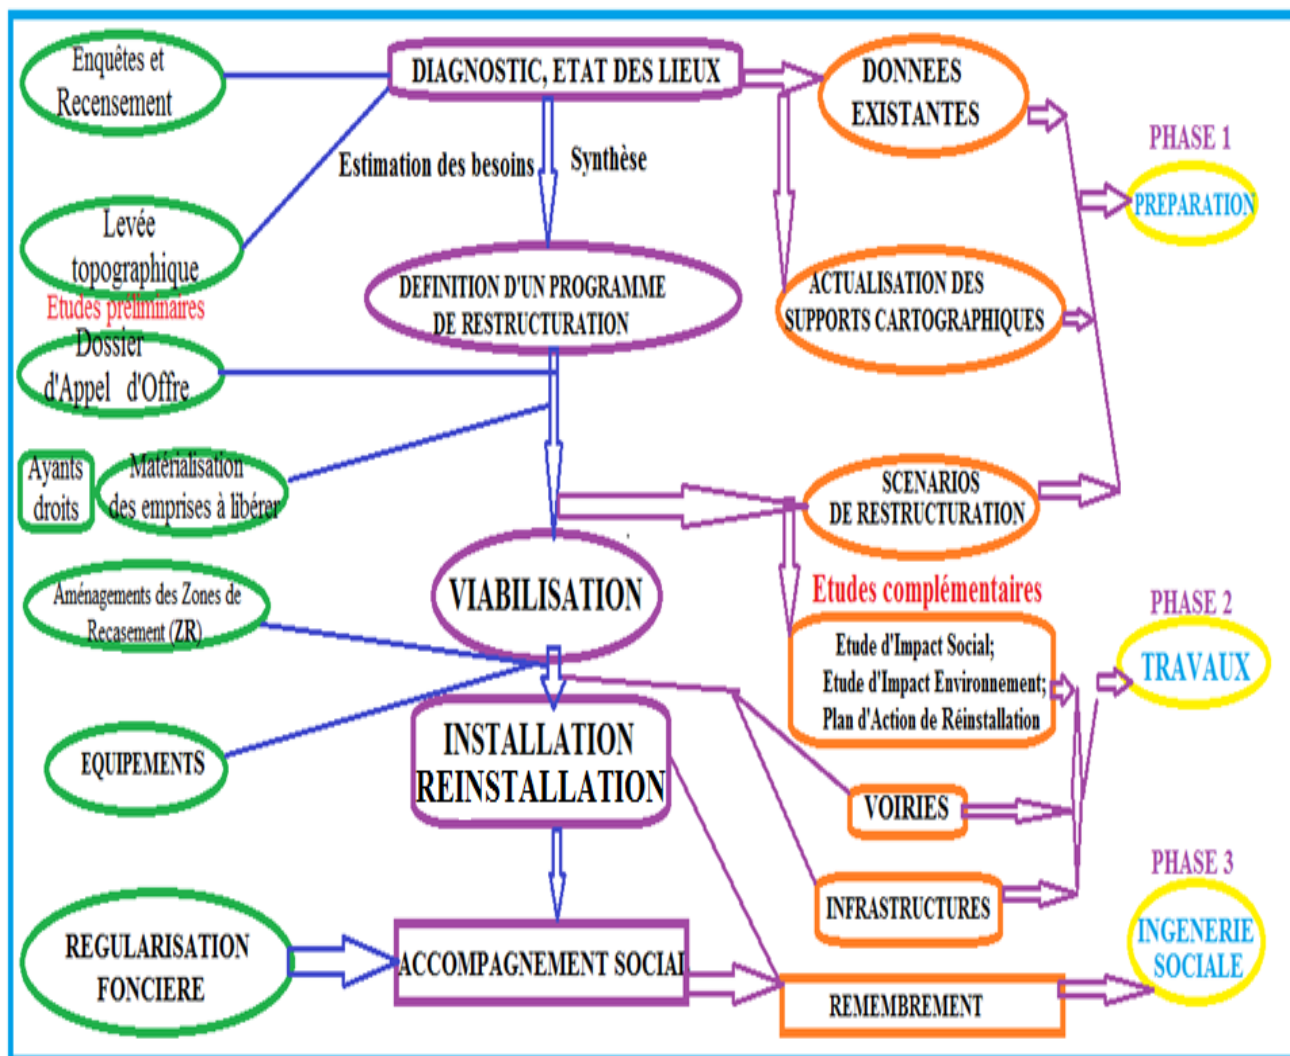 Enquêtes et
Recensement
DIAGNOSTIC, ETAT DES LIEUX
DONNEES
EXISTANTES
PHASE 1
PREPARATION
Estimation des besoins
Synthèse
Levée
topographique
Etudes préliminaires
DEFINITION D'UN PROGRAMME
DE RESTRUCTURATION
ACTUALISATION DES
SUPPORTS CARTOGRAPHIQUES
Dossier
d'Appel d'Offre
Ayants
droits
Matérialisation
des emprises à libérer
SCENARIOS
DE RESTRUCTURATION
VIABILISATION
Aménagements des Zones de
Recasement (ZR)
Etudes complémentaires
Etude d'Impact Social;
Etude d'Impact Environnement;
Plan d'Action de Réinstallation
PHASE 2
TRAVAUX
EQUIPEMENTS
INSTALLATION
REINSTALLATION
VOIRIES
INFRASTRUCTURES
PHASE 3
INGENERIE
SOCIALE
REGULARISATION
FONCIERE
ACCOMPAGNEMENT SOCIAl
REMEMBREMENT